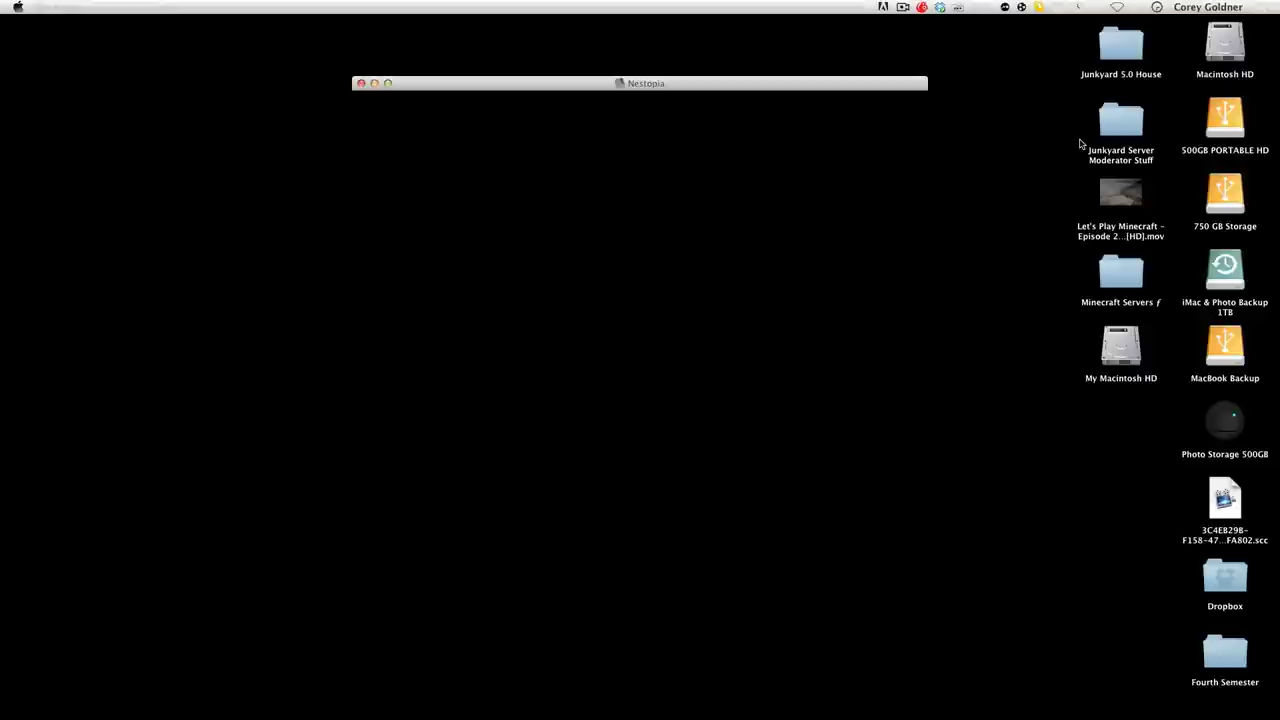 Corey Goldner
Nestopia
Junkyard 5.0 House
Macintosh HD
Junkyard Server
Moderator Stuff
500GB PORTABLE HD
Let's Play Minecraft -
Episode 2...[HD].mov
750 GB Storage
Minecraft Servers ƒ
iMac & Photo Backup
1TB
My Macintosh HD
MacBook Backup
Photo Storage 500GB
3C4EB29B-
F158-47...FA802.scc
Dropbox
Fourth Semester